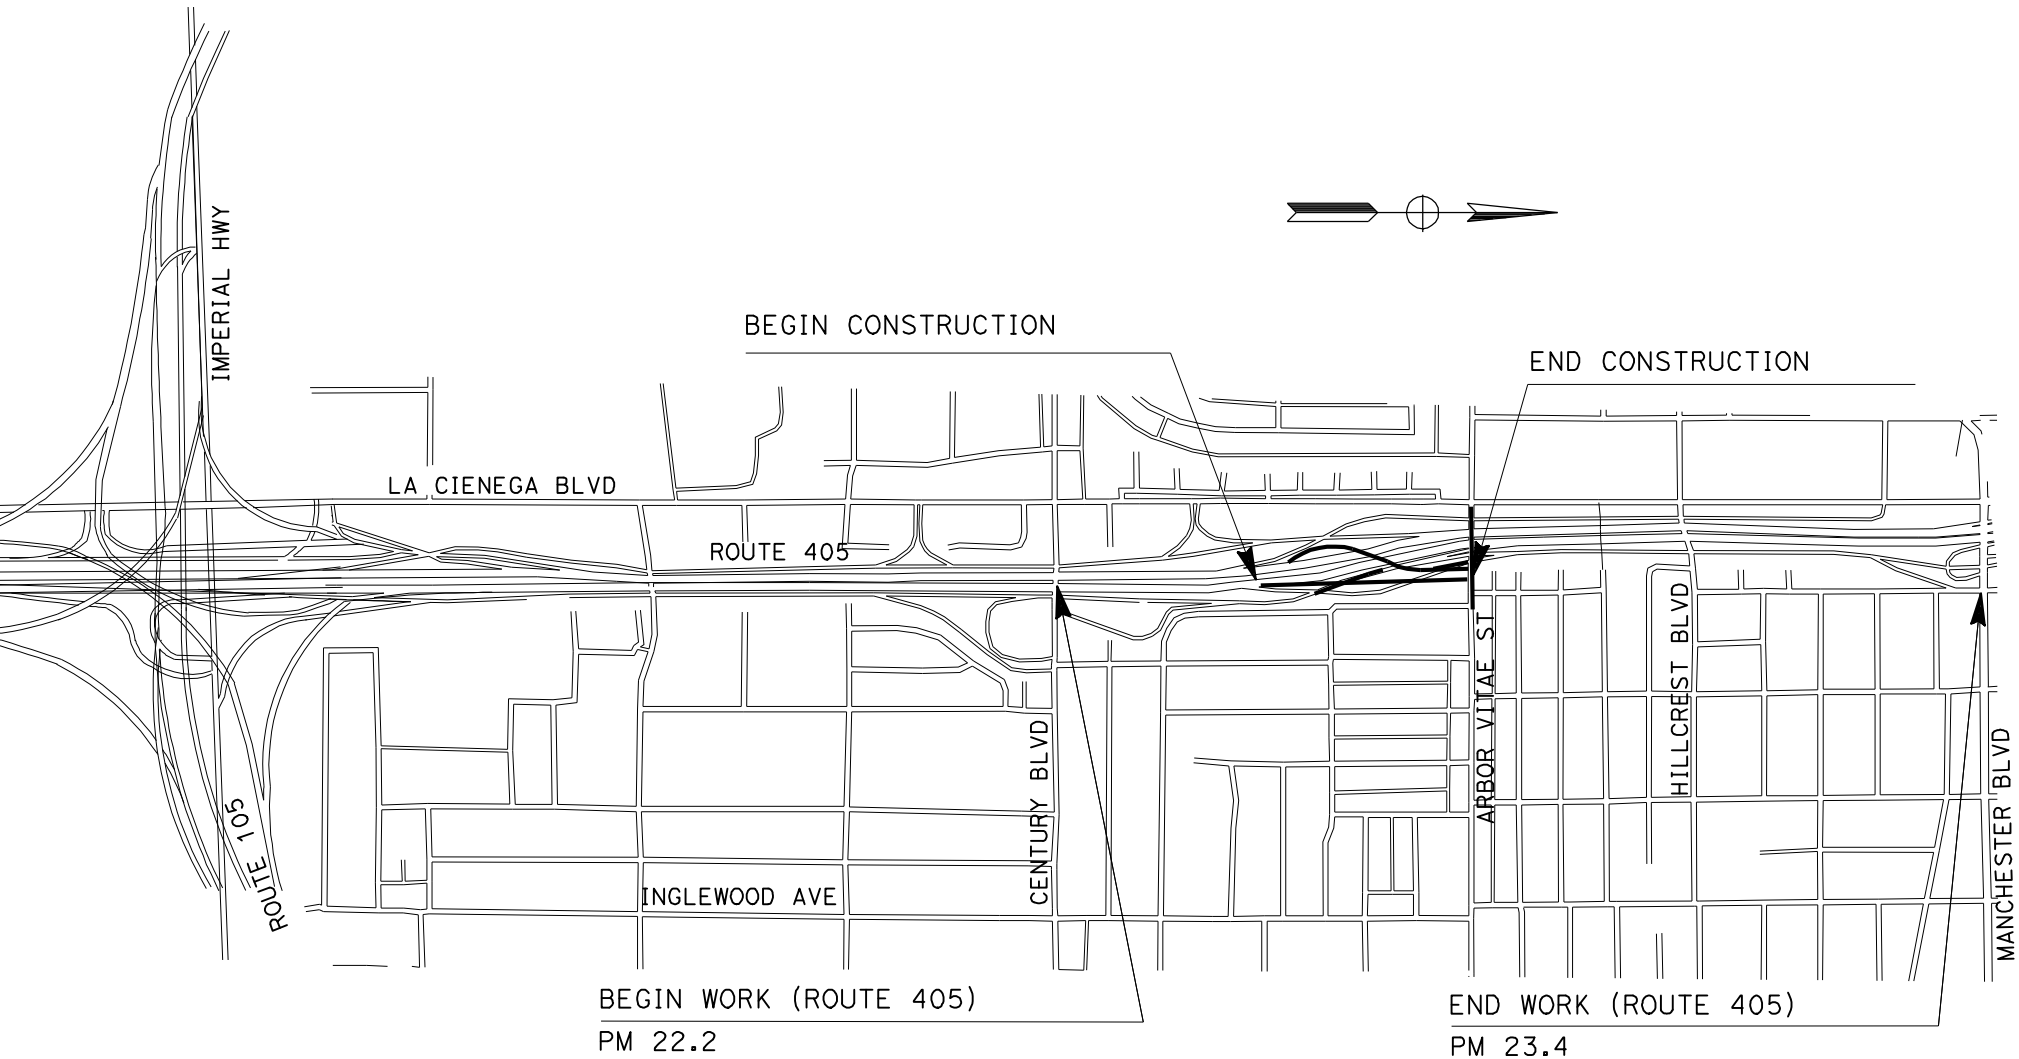 IMPERIAL HWY
BEGIN CONSTRUCTION
END CONSTRUCTION
LA CIENEGA BLVD
ROUTE 405
ROUTE 105
INGLEWOOD AVE
CENTURY BLVD
ARBOR VITAE ST
HILLCREST BLVD
MANCHESTER BLVD
BEGIN WORK (ROUTE 405)
PM 22.2
END WORK (ROUTE 405)
PM 23.4